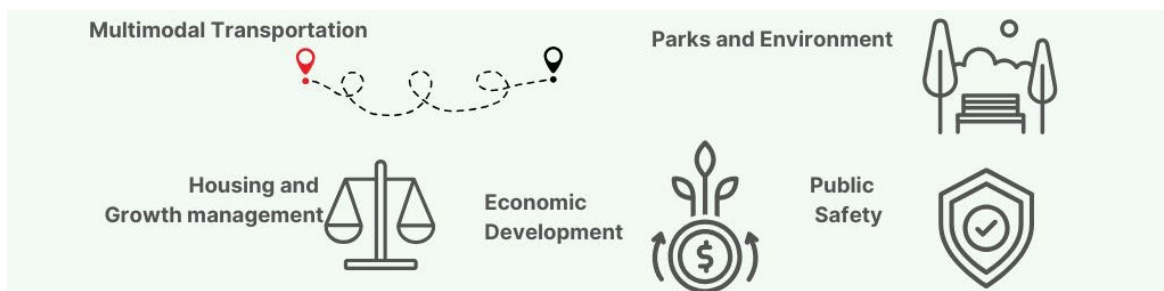 Multimodal Transportation
Parks and Environment
Housing and
Growth management
Economic
Development
$
Public
Safety